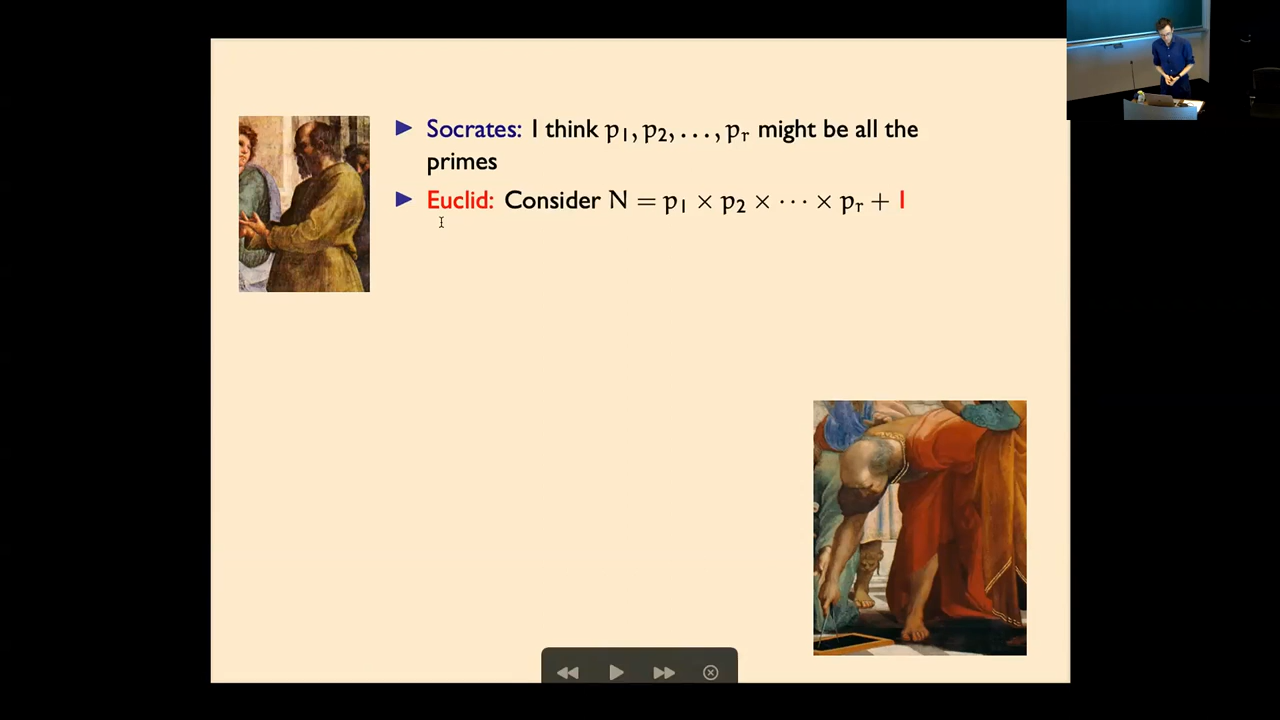 ► Socrates: I think p₁, p₂, . . . , pᵣ might be all the
primes
► Euclid: Consider N = p₁ × p₂ × · · · × pᵣ + 1